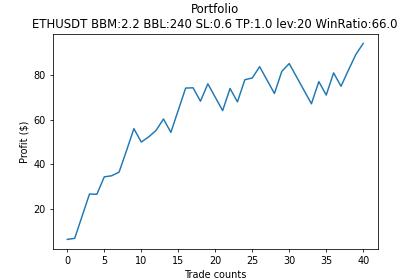 Portfolio
ETHUSDT BBM:2.2 BBL:240 SL:0.6 TP:1.0 lev:20 WinRatio:66.0
Profit ($)
80
60
40
20
0 5 10 15 20 25 30 35 40
Trade counts